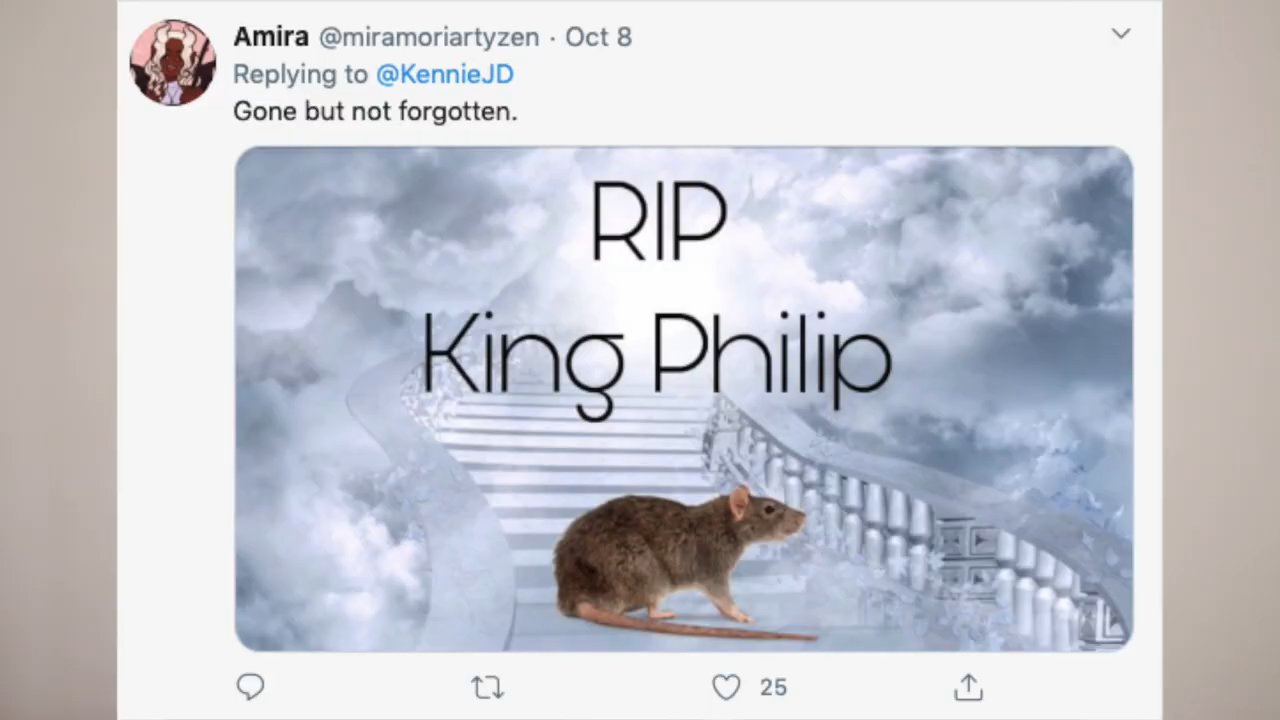 Amira @miramoriartyzen · Oct 8
Replying to @KennieJD
Gone but not forgotten.
RIP
King Philip
25